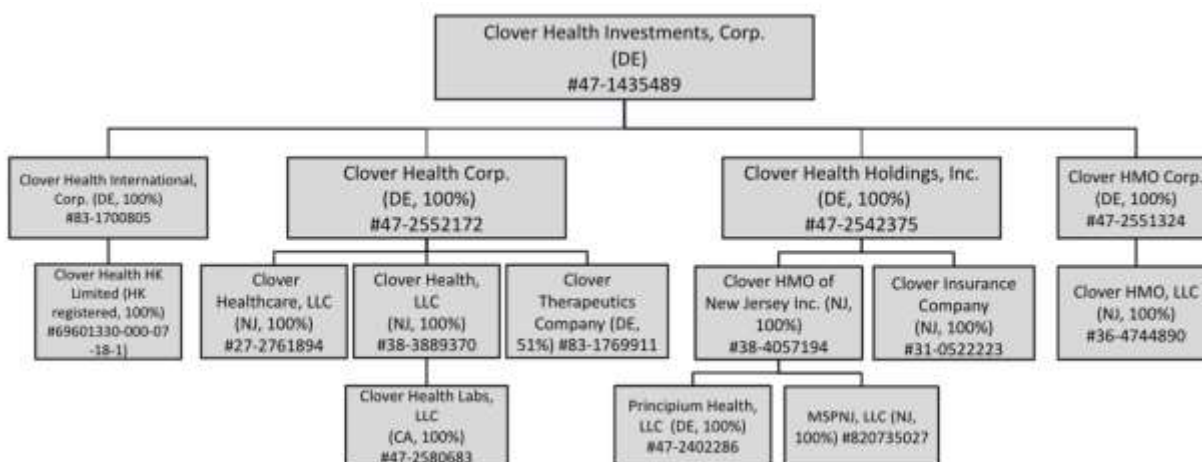 Clover Health Investments, Corp.
(DE)
#47-1435489
Clover Health International,
Corp. (DE, 100%)
#83-1700805
Clover Health Corp.
(DE, 100%)
#47-2552172
Clover Health Holdings, Inc.
(DE, 100%)
#47-2542375
Clover HMO Corp.
(DE, 100%)
#47-2551324
Clover Health HK
Limited (HK
registered, 100%)
#69601330-000-07
-18-1)
Clover
Healthcare, LLC
(NJ, 100%)
#27-2761894
Clover Health,
LLC
(NJ, 100%)
#38-3889370
Clover
Therapeutics
Company (DE,
51%) #83-1769911
Clover HMO of
New Jersey Inc. (NJ,
100%)
#38-4057194
Clover Insurance
Company
(NJ, 100%)
#31-0522223
Clover HMO, LLC
(NJ, 100%)
#36-4744890
Clover Health Labs,
LLC
(CA, 100%)
#47-2580683
Principium Health,
LLC (DE, 100%)
#47-2402286
MSPNJ, LLC (NJ,
100%) #820735027